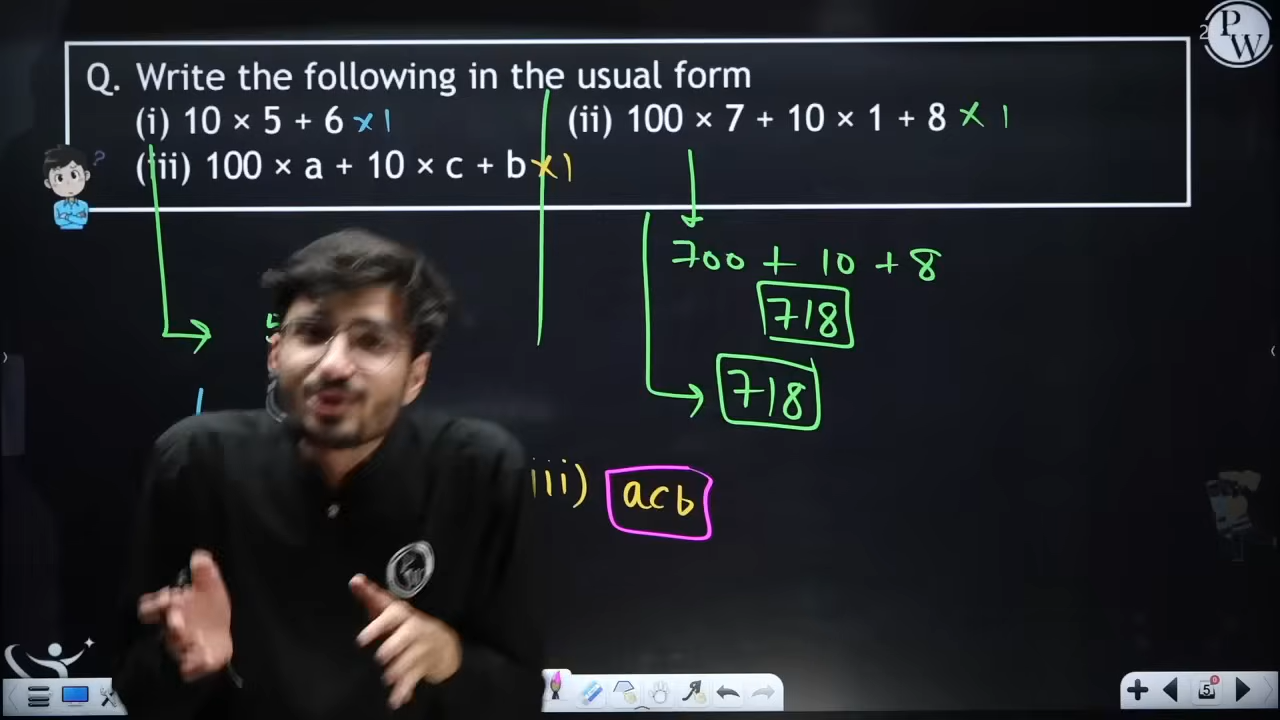 Q. Write the following in the usual form
(i) 10 × 5 + 6 × 1
(ii) 100 × 7 + 10 × 1 + 8 × 1
(iii) 100 × a + 10 × c + b × 1
700 + 10 + 8
718
718
iii) acb
PW
5